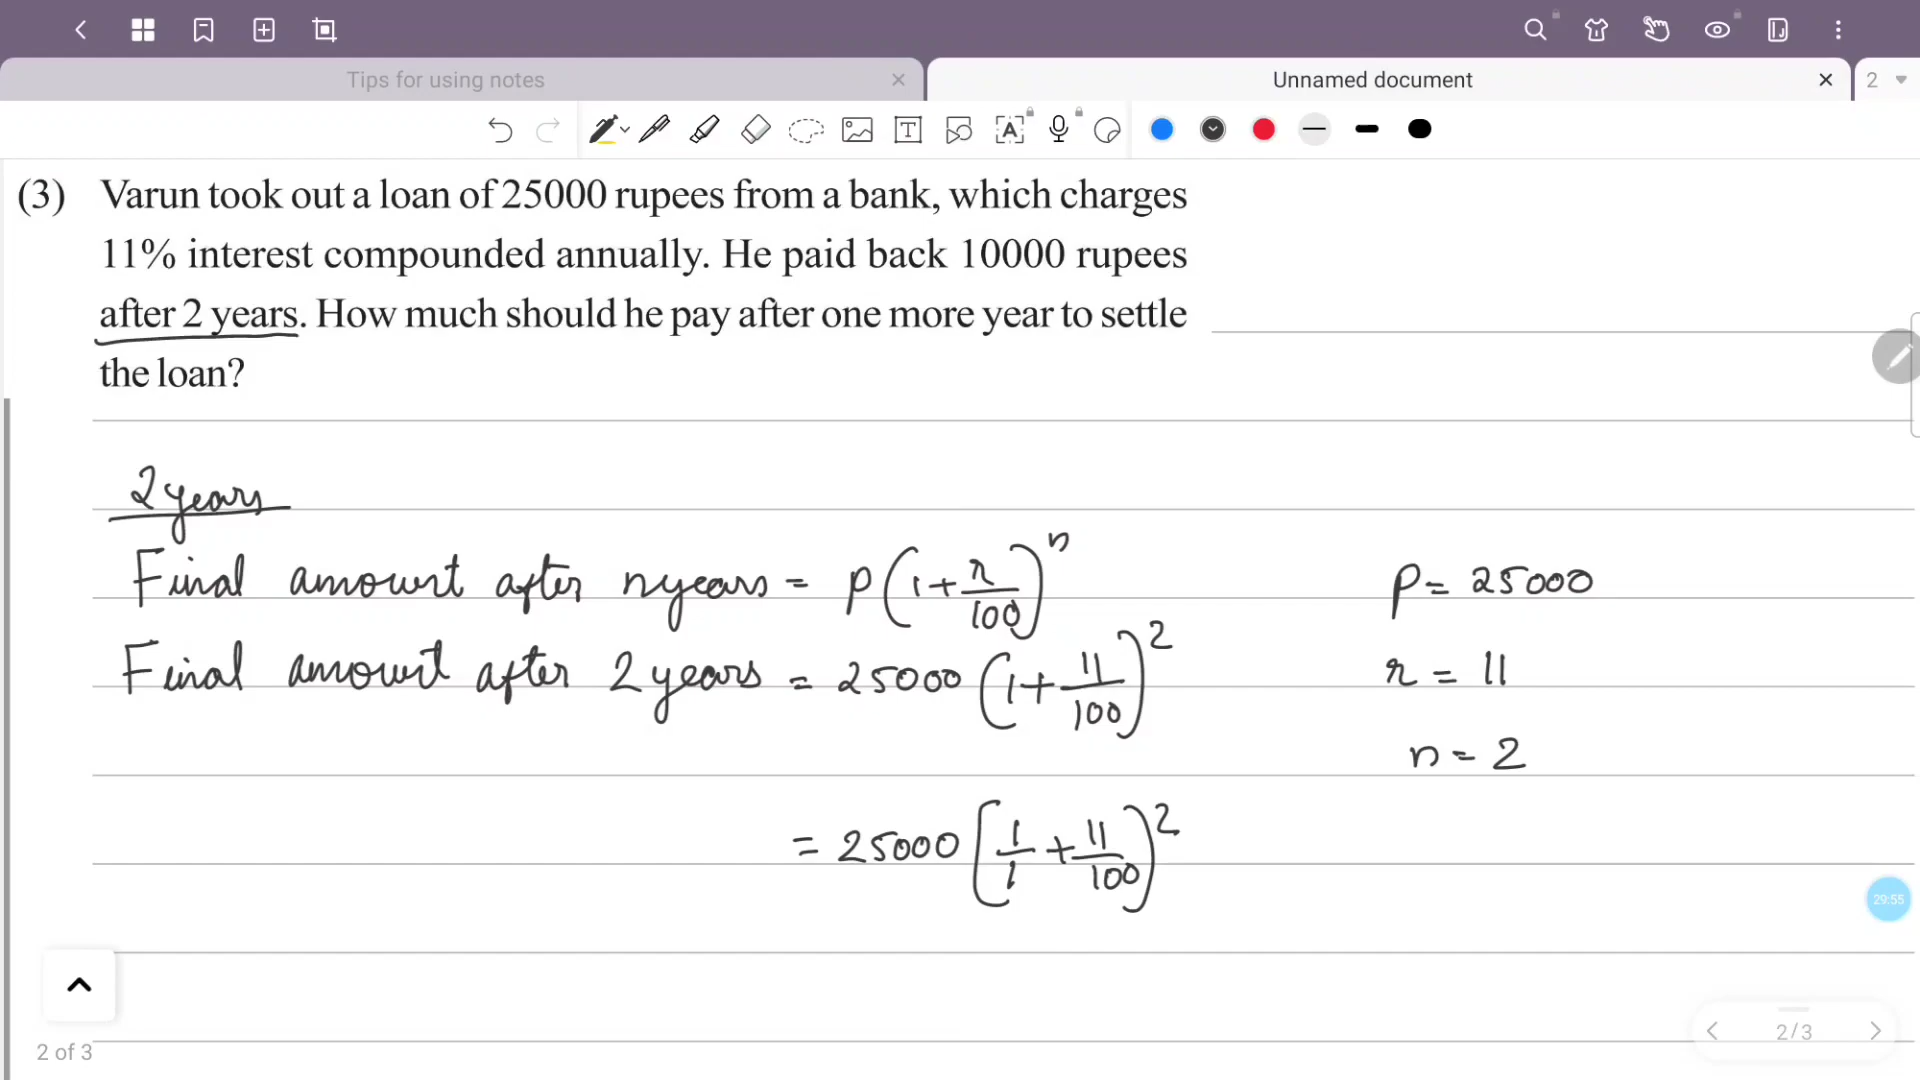 Tips for using notes
Unnamed document
2
(3) Varun took out a loan of 25000 rupees from a bank, which charges
11% interest compounded annually. He paid back 10000 rupees
after 2 years. How much should he pay after one more year to settle
the loan?
2 years
Final amount after n years = P(1+r/100)^n
P = 25000
Final amount after 2 years = 25000(1+11/100)^2
r = 11
n = 2
= 25000[1/1+11/100)^2
29:55
2/3
2 of 3